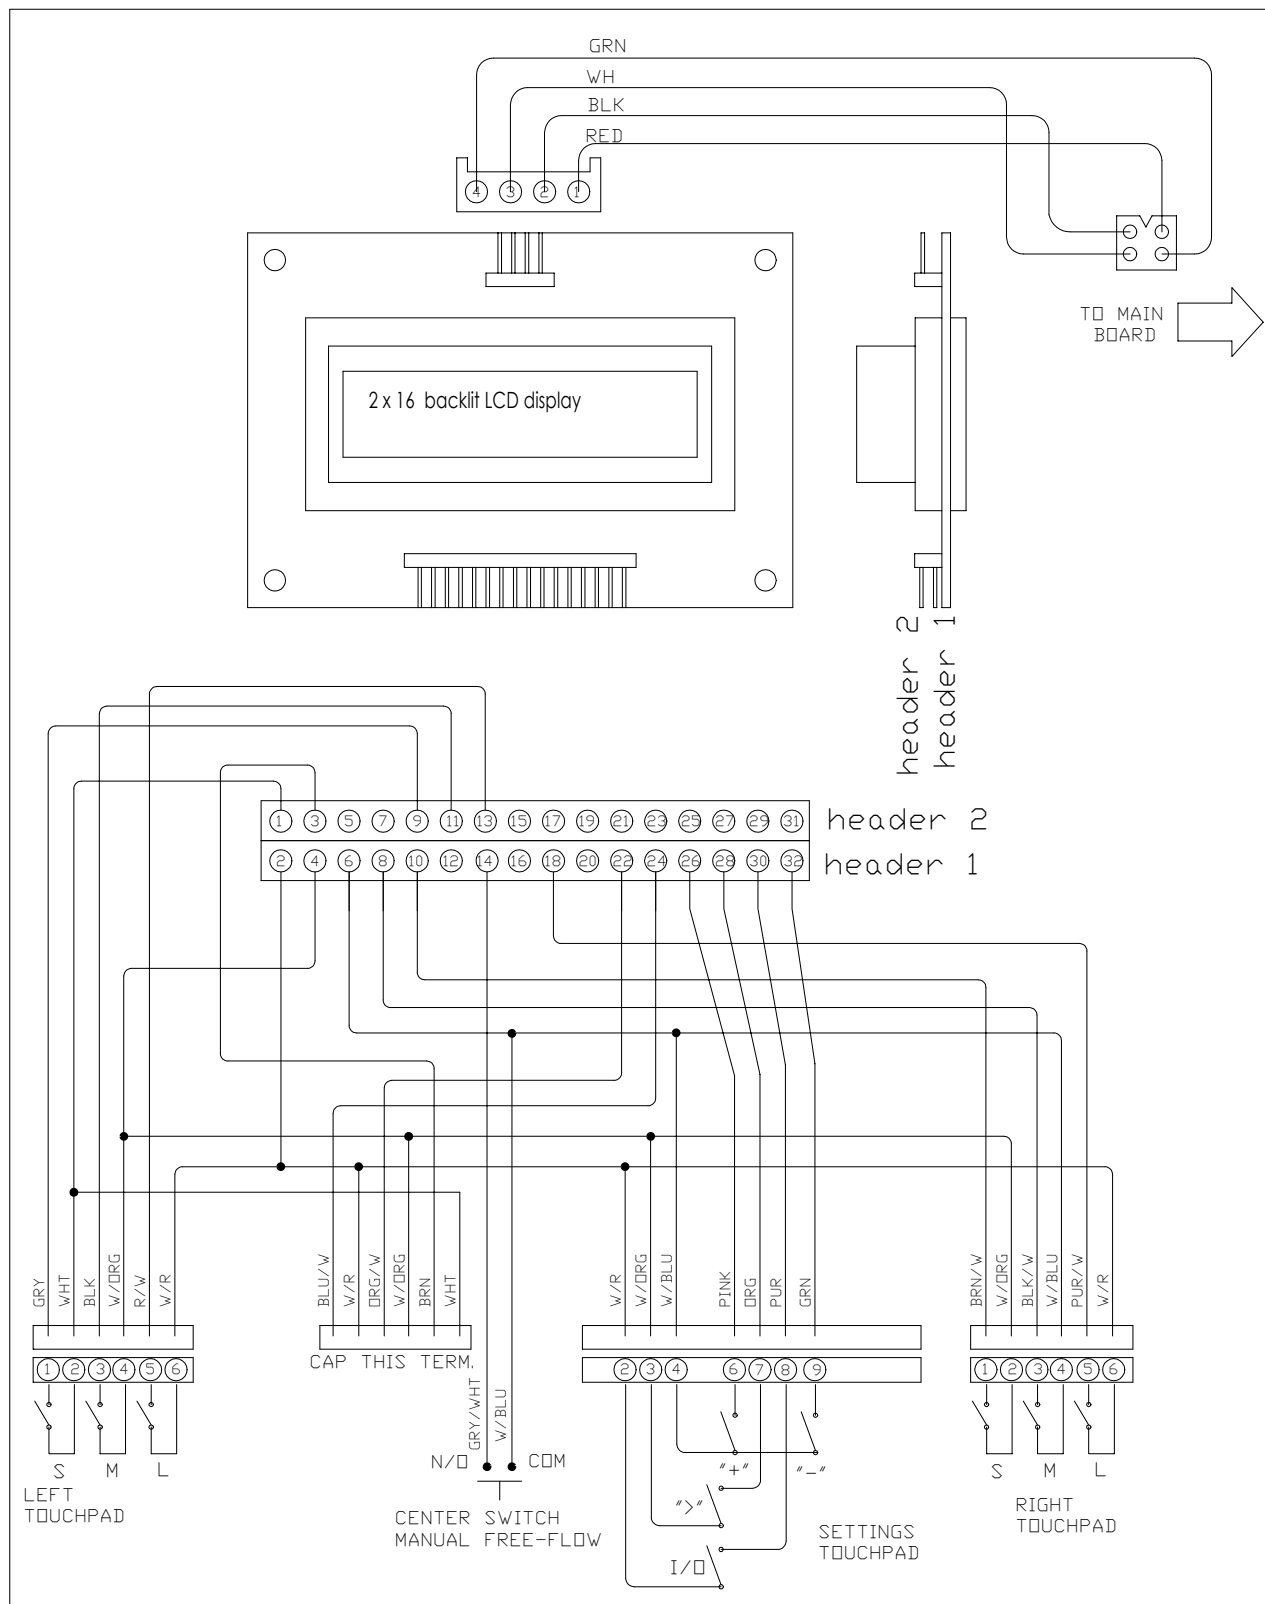 GRN
WH
BLK
RED
4 3 2 1
TO MAIN
BOARD
2 x 16 backlit LCD display
header 2
header 1
1 3 5 7 9 11 13 15 17 19 21 23 25 27 29 31
header 2
2 4 6 8 10 12 14 16 18 20 22 24 26 28 30 32
header 1
GRY
WHT
BLK
W/ORG
R/W
W/R
BLU/W
W/R
ORG/W
W/ORG
BRN
WHT
W/R
W/ORG
W/BLU
PINK
ORG
PUR
GRN
BRN/W
W/ORG
BLK/W
W/BLU
PUR/W
W/R
1 2 3 4 5 6
CAP THIS TERM.
2 3 4 6 7 8 9
1 2 3 4 5 6
GRY/WHT
W/BLU
S M L
LEFT
TOUCHPAD
N/O
COM
CENTER SWITCH
MANUAL FREE-FLOW
"+"
"-"
">"
I/O
SETTINGS
TOUCHPAD
S M L
RIGHT
TOUCHPAD